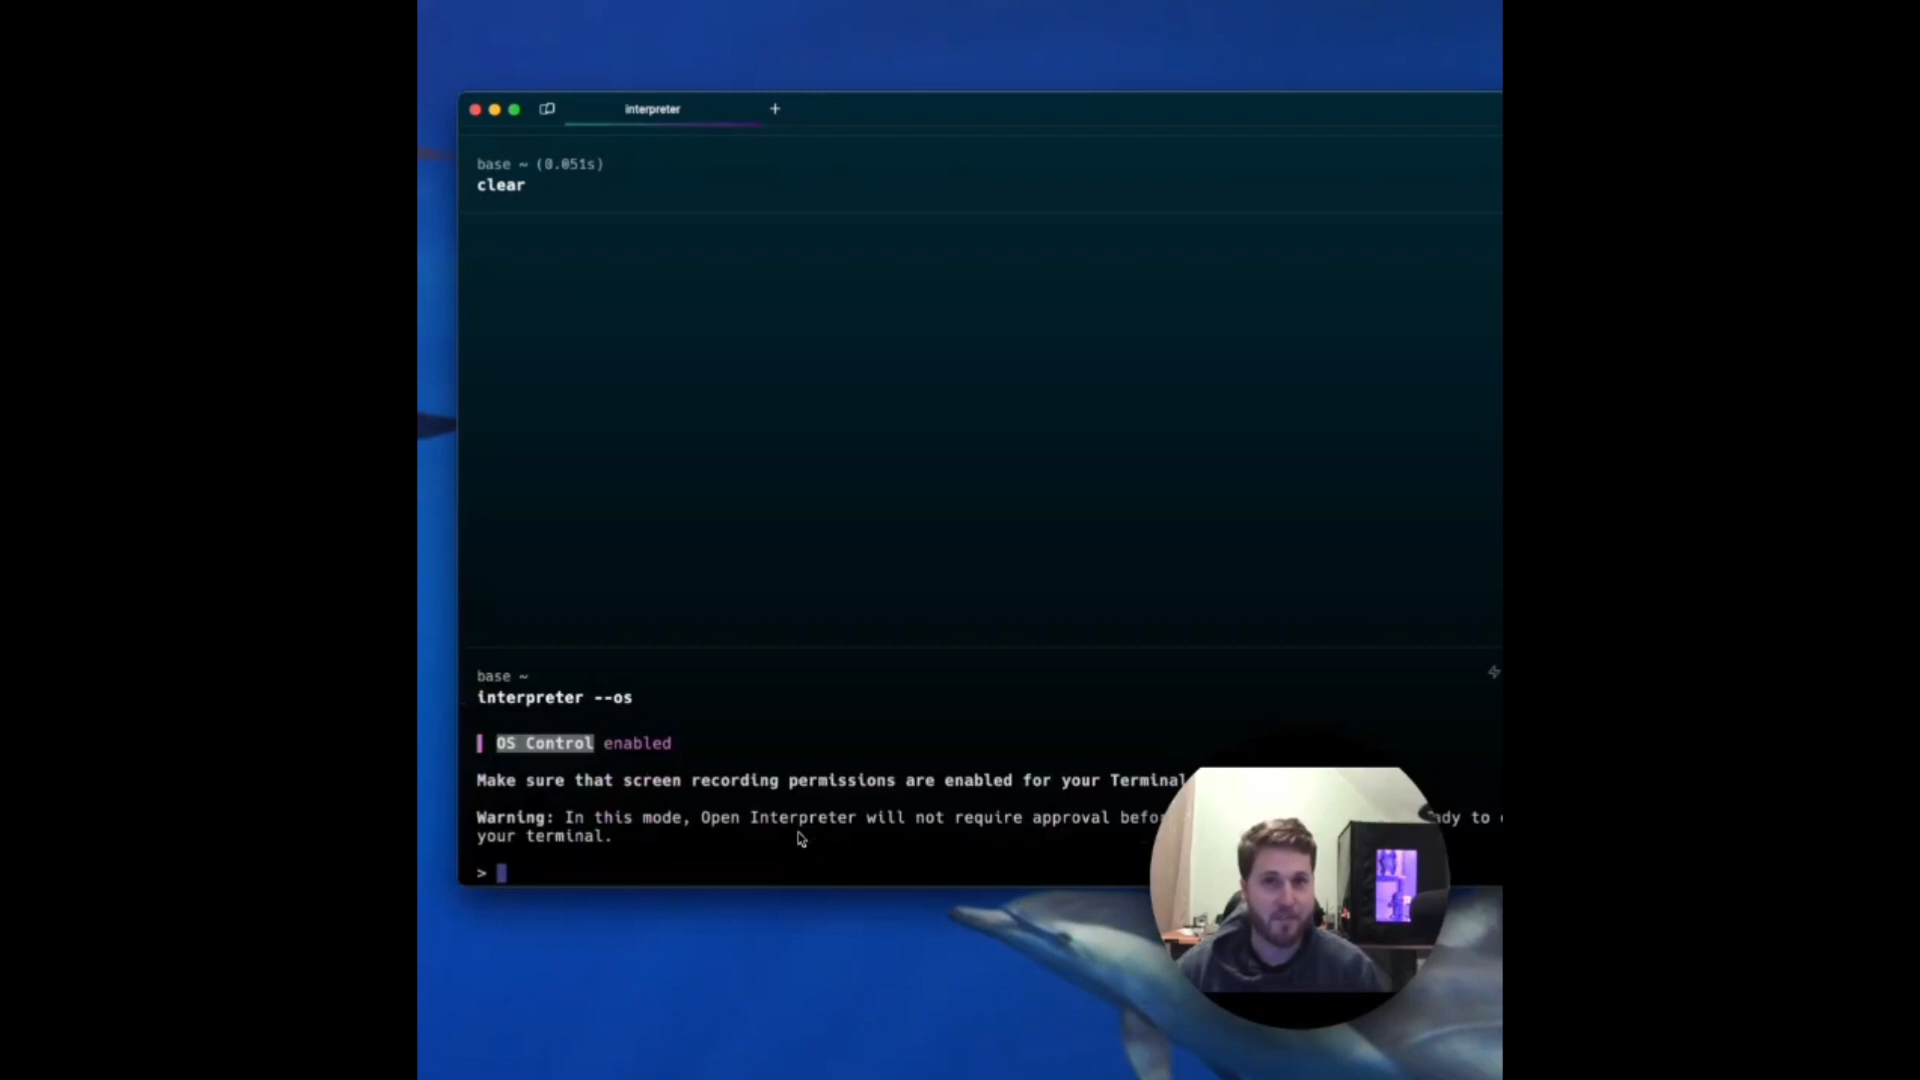 interpreter
base ~ (0.051s)
clear
base ~
interpreter --os
OS Control enabled
Make sure that screen recording permissions are enabled for your Terminal
Warning: In this mode, Open Interpreter will not require approval to
your terminal.
>